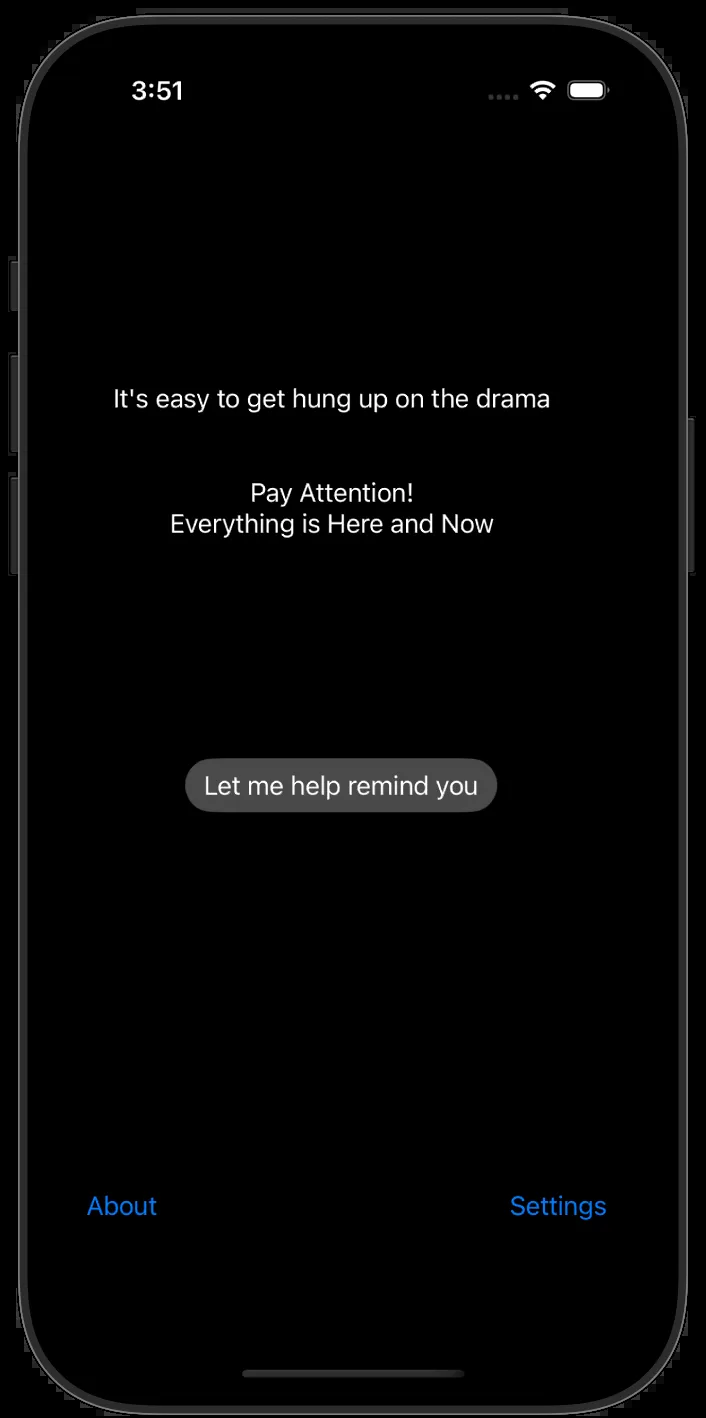 3:51
It's easy to get hung up on the drama
Pay Attention!
Everything is Here and Now
Let me help remind you
About
Settings